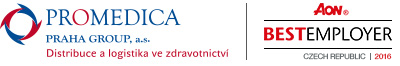 PROMEDICA
PRAHA GROUP, a.s.
Distribuce a logistika ve zdravotnictví
AON®
BESTEMPLOYER
CZECH REPUBLIC | 2016